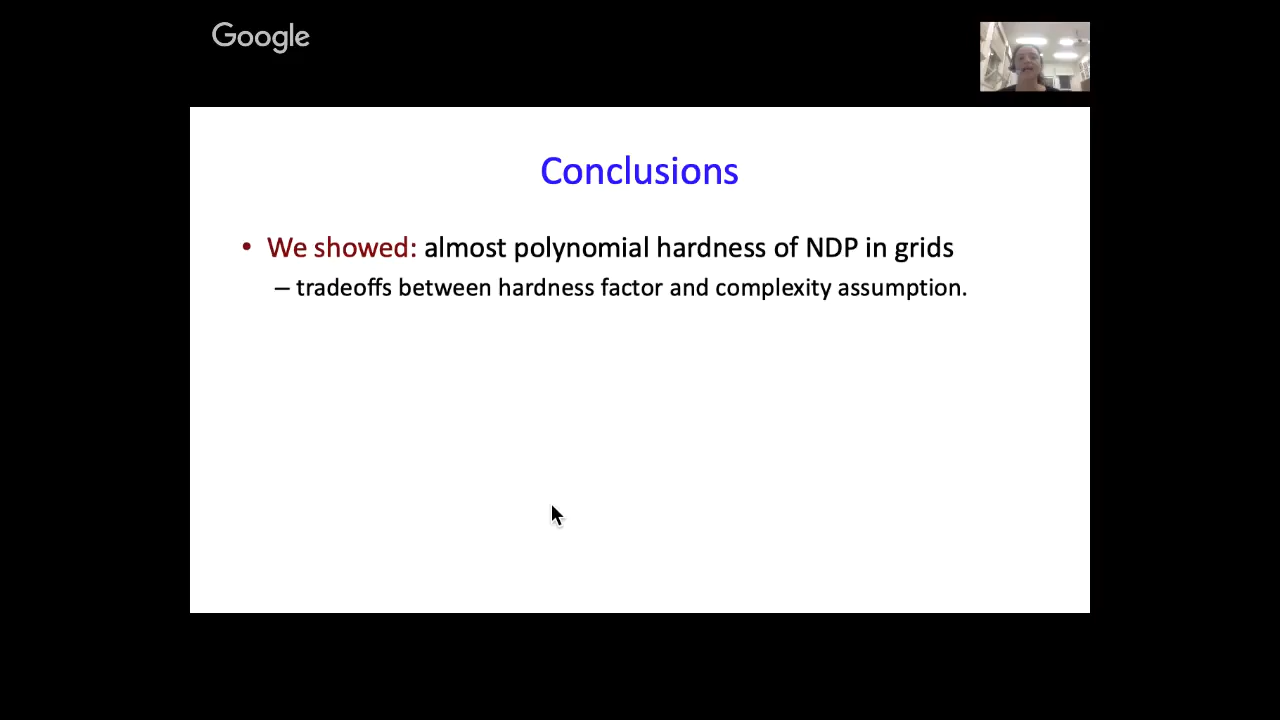 Google
Conclusions
• We showed: almost polynomial hardness of NDP in grids
– tradeoffs between hardness factor and complexity assumption.